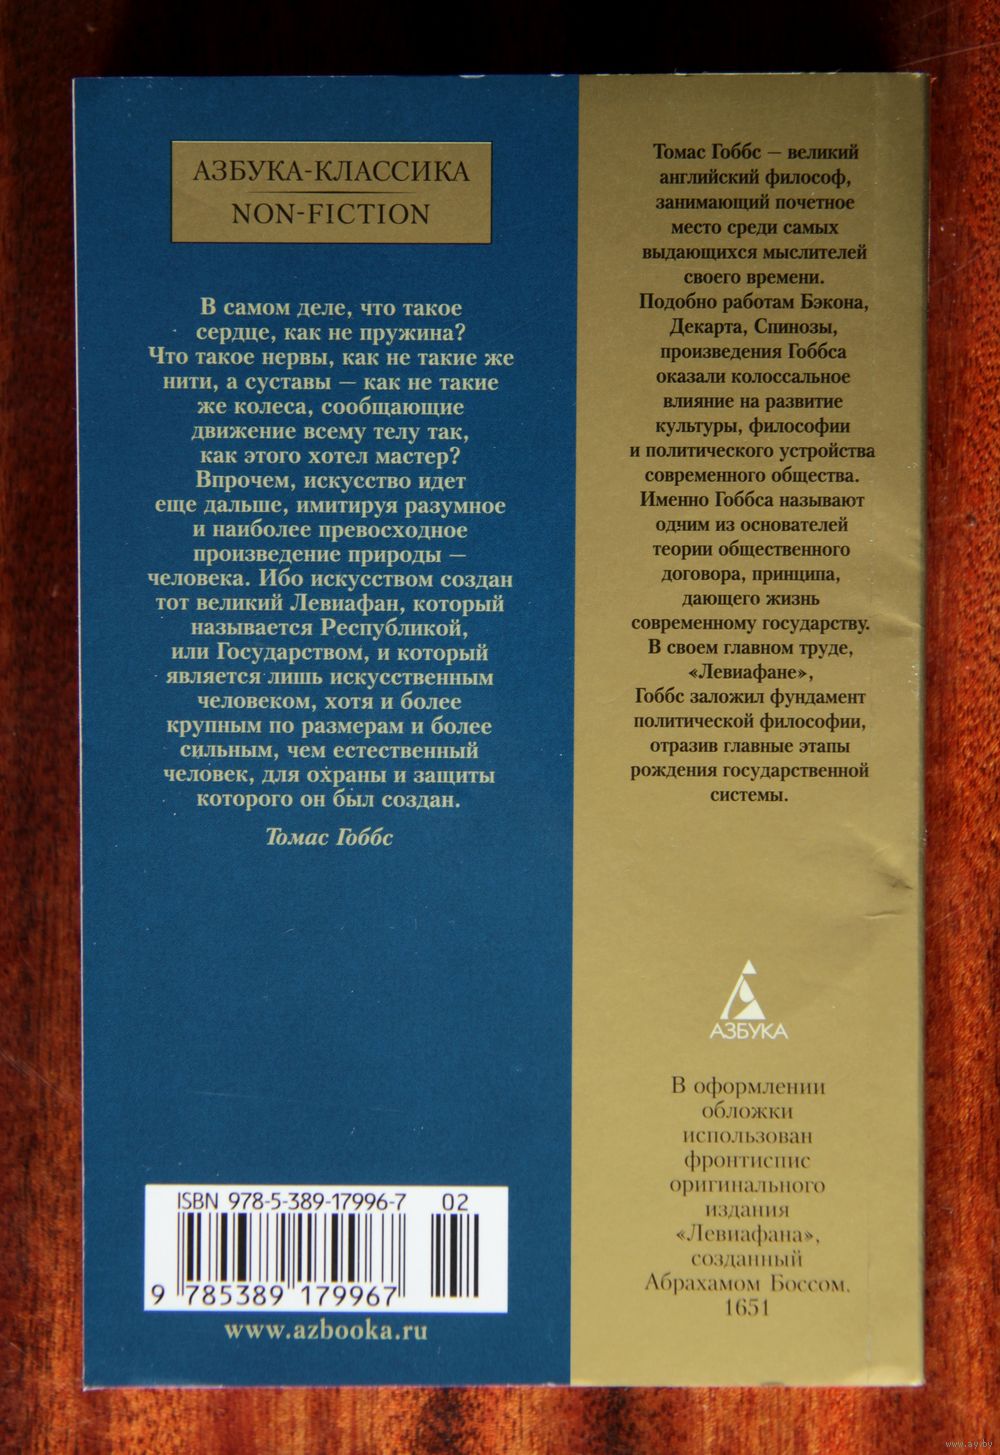 АЗБУКА-КЛАССИКА
NON-FICTION
В самом деле, что такое
сердце, как не пружина?
Что такое нервы, как не такие же
нити, а суставы — как не такие
же колеса, сообщающие
движение всему телу так,
как этого хотел мастер?
Впрочем, искусство идет
еще дальше, имитируя разумное
и наиболее превосходное
произведение природы —
человека. Ибо искусством создан
тот великий Левиафан, который
называется Республикой,
или Государством, и который
является лишь искусственным
человеком, хотя и более
крупным по размерам и более
сильным, чем естественный
человек, для охраны и защиты
которого он был создан.
Томас Гоббс
ISBN 978-5-389-17996-7 02
9 785389 179967
www.azbooka.ru
Томас Гоббс — великий
английский философ,
занимающий почетное
место среди самых
выдающихся мыслителей
своего времени.
Подобно работам Бэкона,
Декарта, Спинозы,
произведения Гоббса
оказали колоссальное
влияние на развитие
культуры, философии
и политического устройства
современного общества.
Именно Гоббса называют
одним из основателей
теории общественного
договора, принципа,
дающего жизнь
современному государству.
В своем главном труде,
«Левиафане»,
Гоббс заложил фундамент
политической философии,
отразив главные этапы
рождения государственной
системы.
АЗБУКА
В оформлении
обложки
использован
фронтиспис
оригинального
издания
«Левиафана»,
созданный
Абрахамом Боссом.
1651
www.ay.by